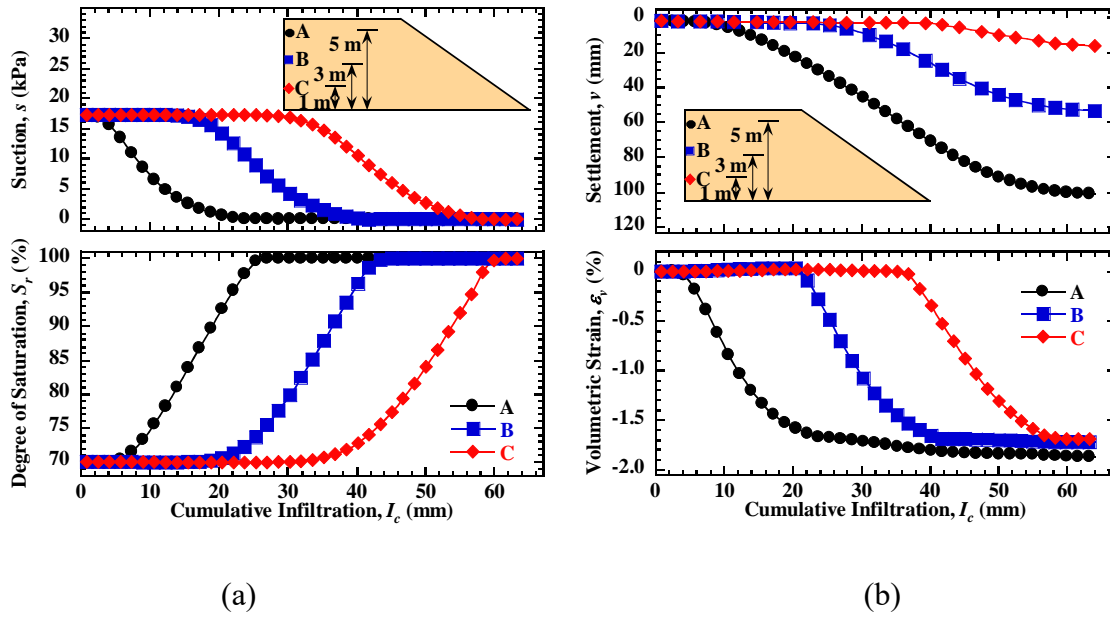 Suction, s (kPa)
30
25
20
15
10
5
0
A
B
C
5 m
3 m
1 m
Degree of Saturation, Sᵣ (%)
100
95
90
85
80
75
70
A
B
C
0 10 20 30 40 50 60
Cumulative Infiltration, I_c (mm)
(a)
Settlement, v (mm)
0
20
40
60
80
100
120
A
B
C
5 m
3 m
1 m
Volumetric Strain, εᵥ (%)
0
-0.5
-1.0
-1.5
-2.0
A
B
C
0 10 20 30 40 50 60
Cumulative Infiltration, I_c (mm)
(b)